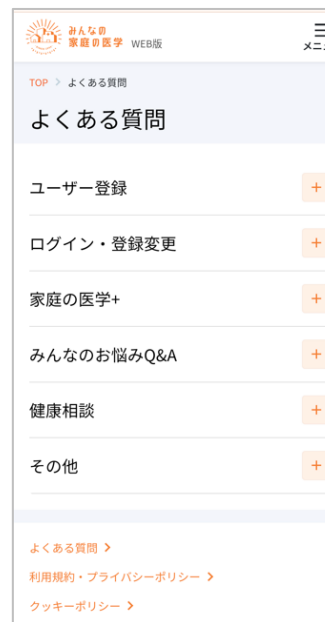 みんなの
家庭の医学 WEB版
TOP > よくある質問
よくある質問
ユーザー登録
ログイン・登録変更
家庭の医学+
みんなのお悩みQ&A
健康相談
その他
よくある質問
利用規約・プライバシーポリシー
クッキーポリシー